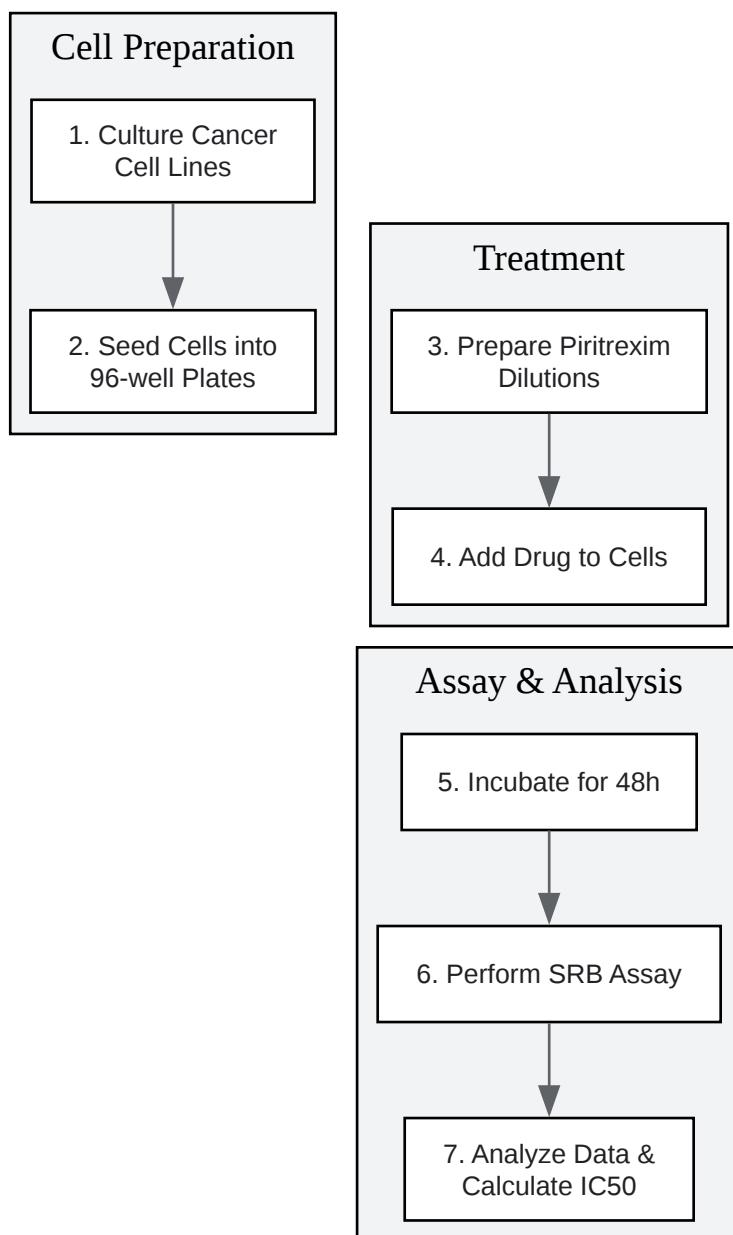 Cell Preparation
1. Culture Cancer
Cell Lines
2. Seed Cells into
96-well Plates
Treatment
3. Prepare Piritrexim
Dilutions
4. Add Drug to Cells
Assay & Analysis
5. Incubate for 48h
6. Perform SRB Assay
7. Analyze Data &
Calculate IC50